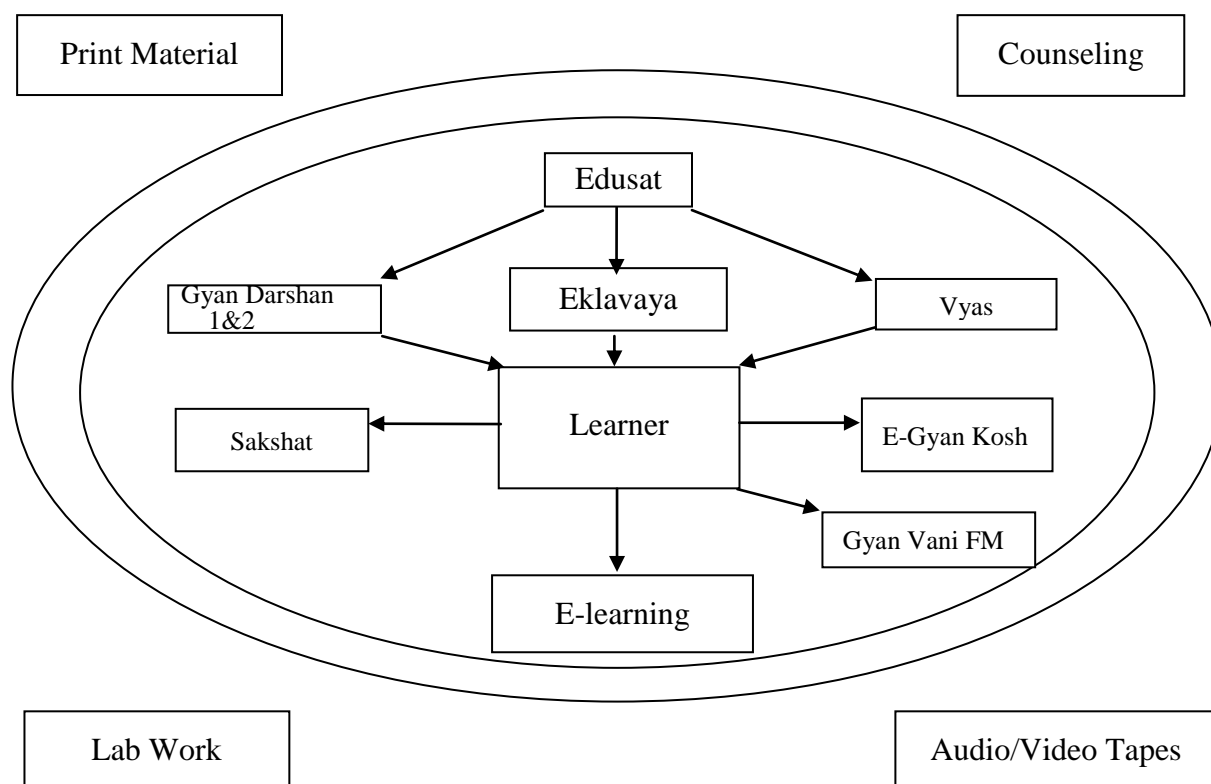 Print Material
Counseling
Edusat
Gyan Darshan
1&2
Eklavaya
Vyas
Learner
Sakshat
E-Gyan Kosh
Gyan Vani FM
E-learning
Lab Work
Audio/Video Tapes